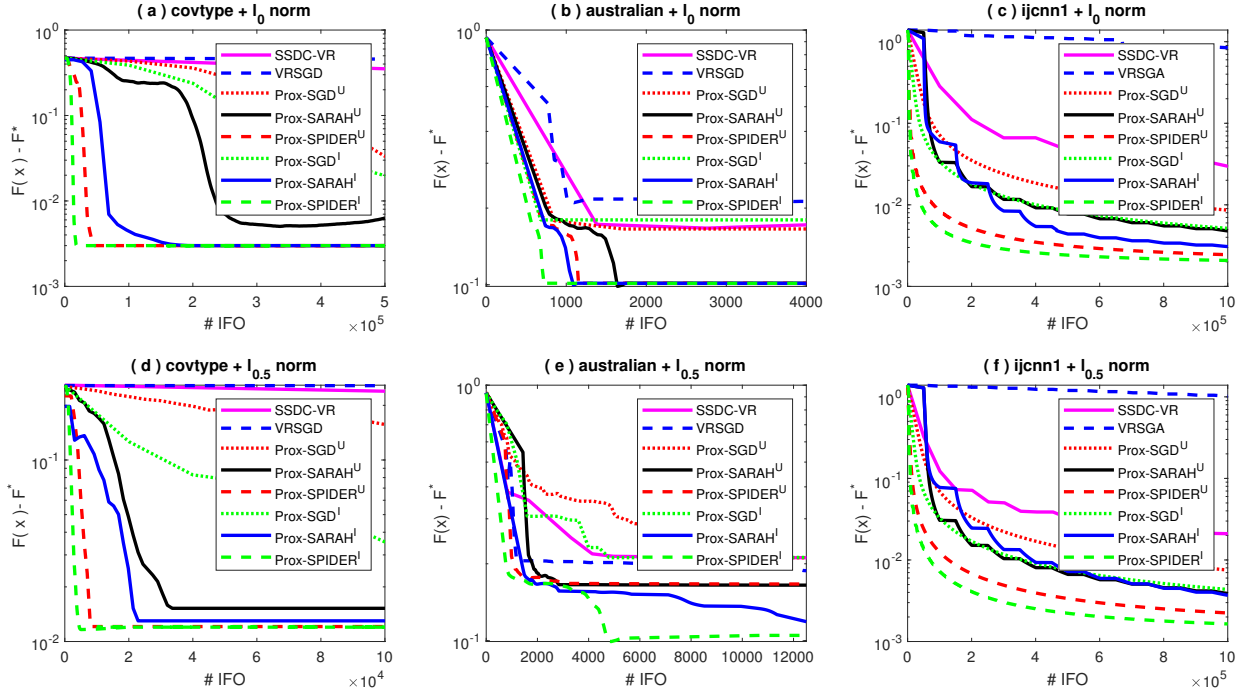 ( a ) covtype + l0 norm
F( x ) - F*
10^0
10^-1
10^-2
10^-3
0
1
2
3
4
5
# IFO
×10^5
SSDC-VR
VRSGD
Prox-SGD^U
Prox-SARAH^U
Prox-SPIDER^U
Prox-SGD^I
Prox-SARAH^I
Prox-SPIDER^I
( b ) australian + l0 norm
F(x) - F*
10^0
10^-1
0
1000
2000
3000
4000
# IFO
SSDC-VR
VRSGD
Prox-SGD^U
Prox-SARAH^U
Prox-SPIDER^U
Prox-SGD^I
Prox-SARAH^I
Prox-SPIDER^I
( c ) ijcnn1 + l0 norm
F(x) - F*
10^0
10^-1
10^-2
10^-3
0
2
4
6
8
10
# IFO
×10^5
SSDC-VR
VRSGA
Prox-SGD^U
Prox-SARAH^U
Prox-SPIDER^U
Prox-SGD^I
Prox-SARAH^I
Prox-SPIDER^I
( d ) covtype + l0.5 norm
F( x ) - F*
10^-1
10^-2
0
2
4
6
8
10
# IFO
×10^4
SSDC-VR
VRSGD
Prox-SGD^U
Prox-SARAH^U
Prox-SPIDER^U
Prox-SGD^I
Prox-SARAH^I
Prox-SPIDER^I
( e ) australian + l0.5 norm
F(x) - F*
10^0
10^-1
0
2000
4000
6000
8000
10000
12000
# IFO
SSDC-VR
VRSGD
Prox-SGD^U
Prox-SARAH^U
Prox-SPIDER^U
Prox-SGD^I
Prox-SARAH^I
Prox-SPIDER^I
( f ) ijcnn1 + l0.5 norm
F(x) - F*
10^0
10^-1
10^-2
10^-3
0
2
4
6
8
10
# IFO
×10^5
SSDC-VR
VRSGA
Prox-SGD^U
Prox-SARAH^U
Prox-SPIDER^U
Prox-SGD^I
Prox-SARAH^I
Prox-SPIDER^I